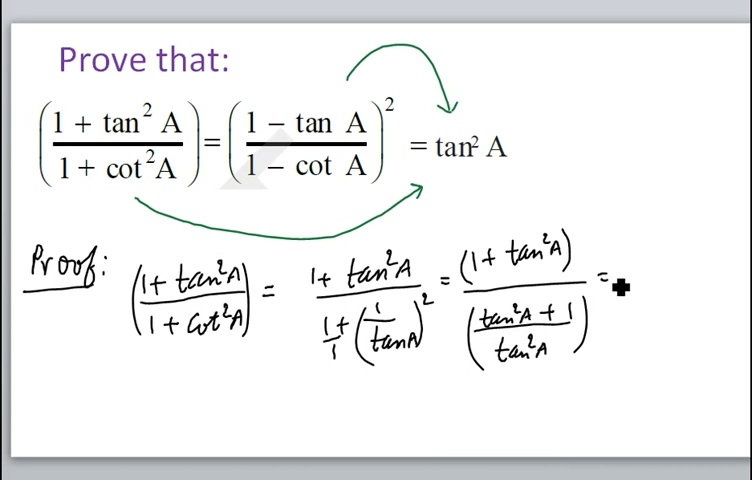 Prove that:
(1 + tan² A / 1 + cot² A) = (1 − tan A / 1 − cot A)² = tan² A
Proof: (1 + tan²A / 1 + cot²A) = 1 + tan²A / 1/1 + (1/tanA)² = (1 + tan²A) / (tan²A + 1 / tan²A) =